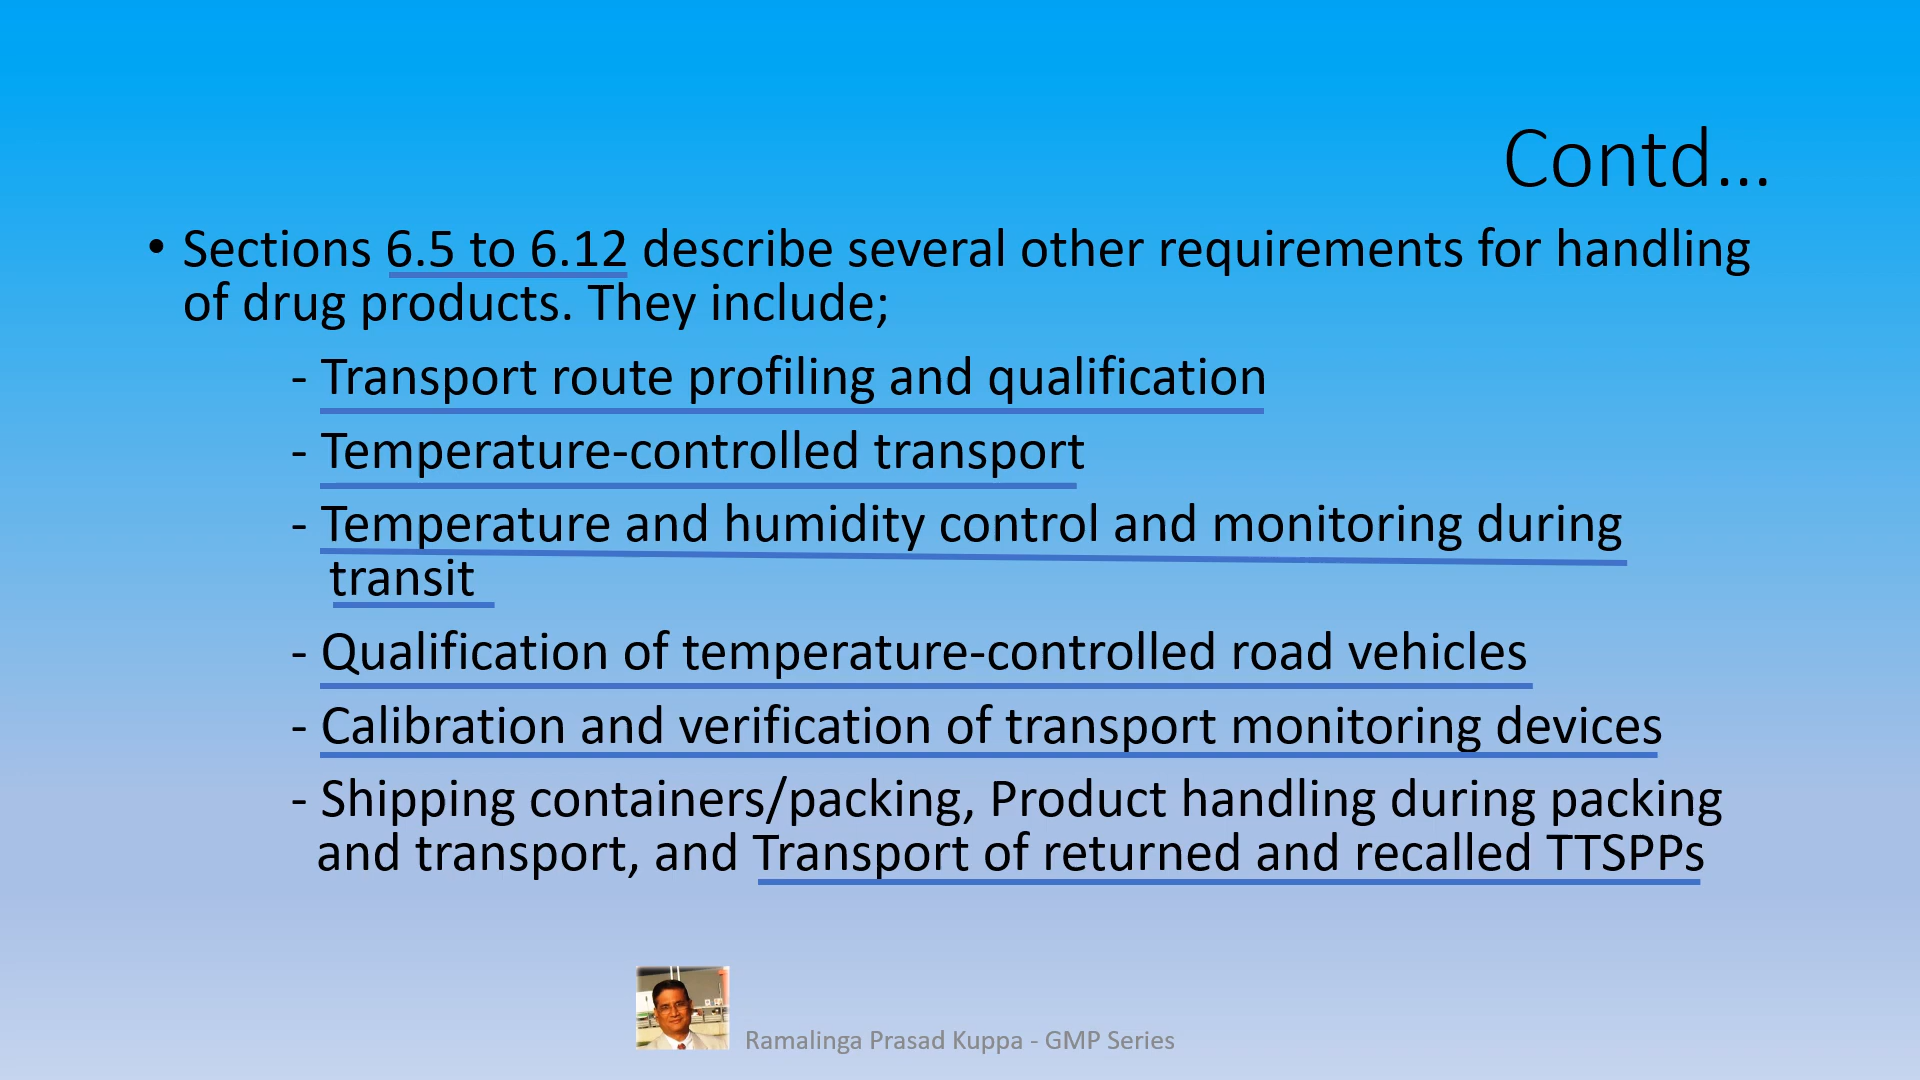 Contd...
• Sections 6.5 to 6.12 describe several other requirements for handling
of drug products. They include;
- Transport route profiling and qualification
- Temperature-controlled transport
- Temperature and humidity control and monitoring during
transit
- Qualification of temperature-controlled road vehicles
- Calibration and verification of transport monitoring devices
- Shipping containers/packing, Product handling during packing
and transport, and Transport of returned and recalled TTSPPs
Ramalinga Prasad Kuppa - GMP Series